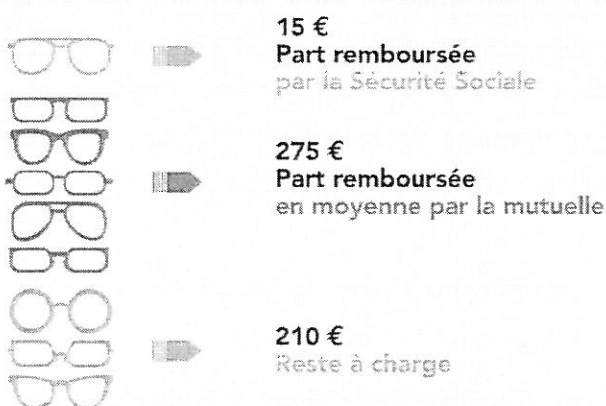 15 €
Part remboursée
par la Sécurité Sociale
275 €
Part remboursée
en moyenne par la mutuelle
210 €
Reste à charge